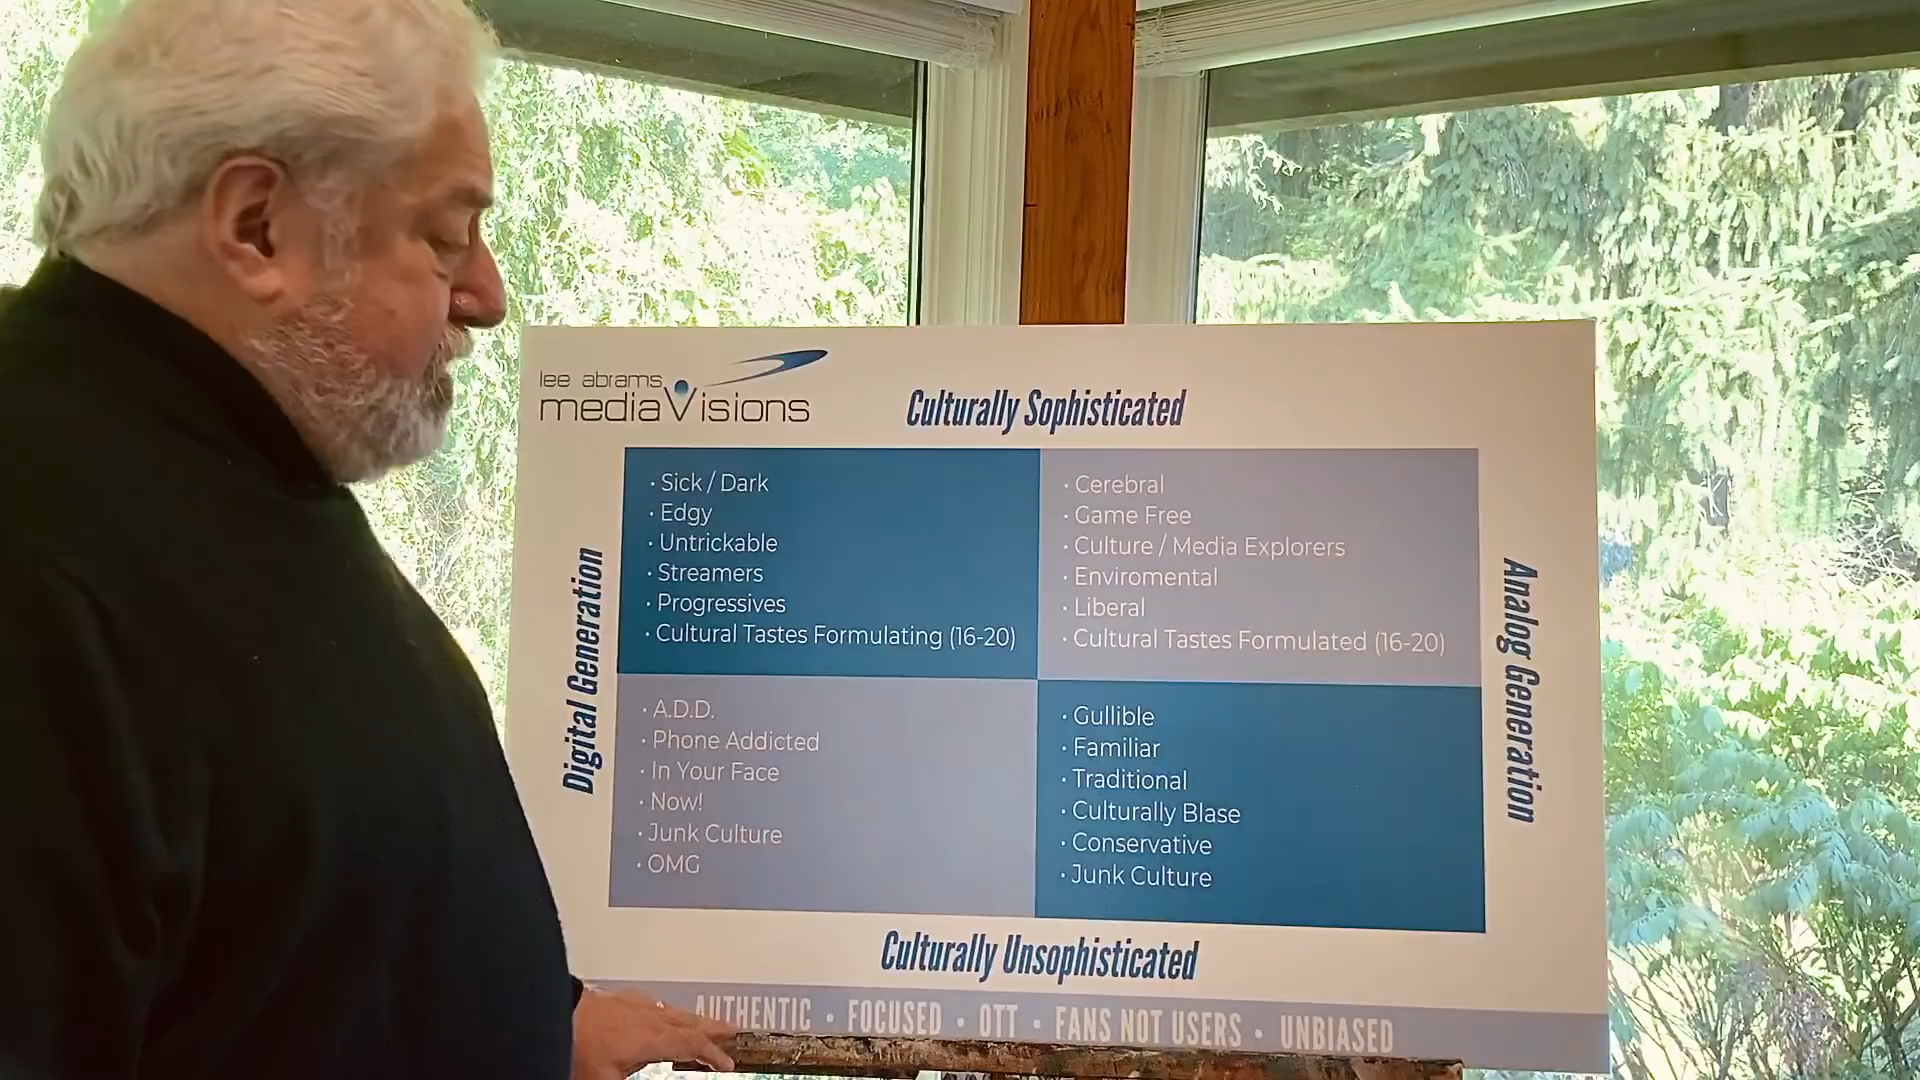 lee abrams
mediaVisions
Culturally Sophisticated
Digital Generation
• Sick / Dark
• Edgy
• Untrickable
• Streamers
• Progressives
• Cultural Tastes Formulating (16-20)
• Cerebral
• Game Free
• Culture / Media Explorers
• Enviromental
• Liberal
• Cultural Tastes Formulated (16-20)
Analog Generation
• A.D.D.
• Phone Addicted
• In Your Face
• Now!
• Junk Culture
• OMG
• Gullible
• Familiar
• Traditional
• Culturally Blase
• Conservative
• Junk Culture
Culturally Unsophisticated
AUTHENTIC • FOCUSED • OTT • FANS NOT USERS • UNBIASED